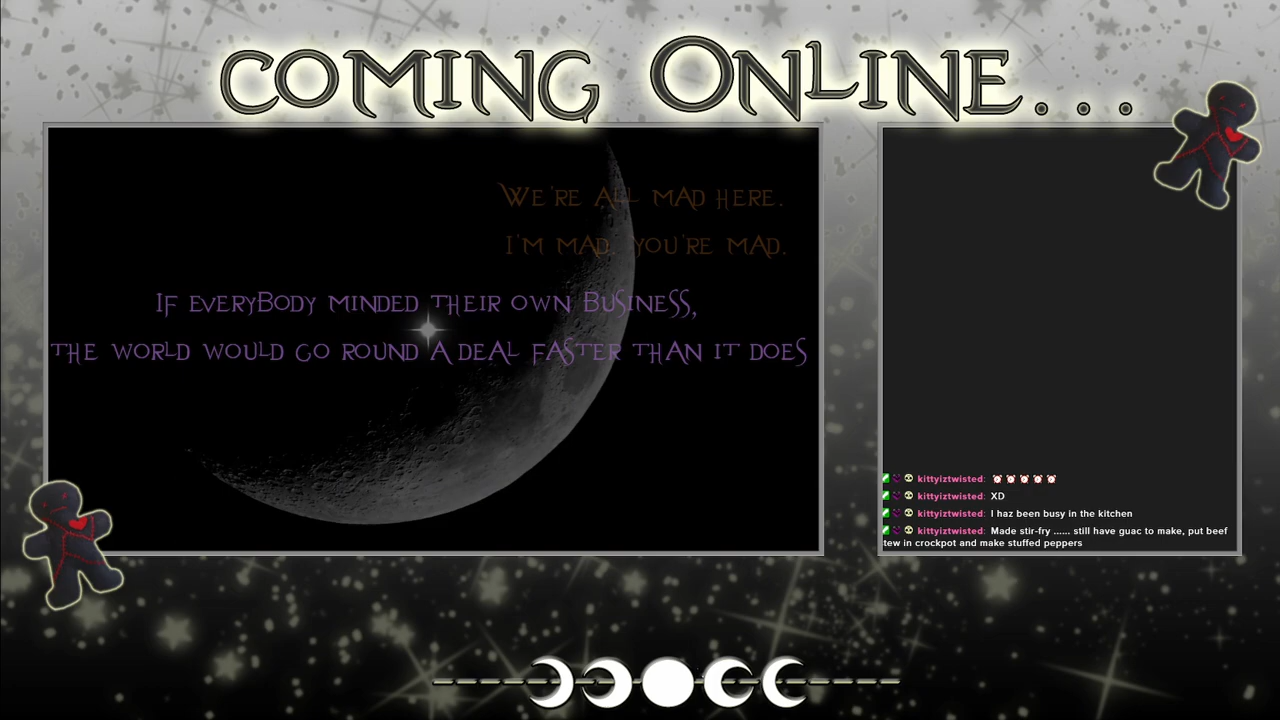 COMING ONLINE...
WE'RE ALL MAD HERE.
I'M MAD. YOU'RE MAD.
IF EVERYBODY MINDED THEIR OWN BUSINESS,
THE WORLD WOULD GO ROUND A DEAL FASTER THAN IT DOES
kittyiztwisted:
kittyiztwisted: XD
kittyiztwisted: I haz been busy in the kitchen
kittyiztwisted: Made stir-fry ...... still have guac to make, put beef
tew in crockpot and make stuffed peppers